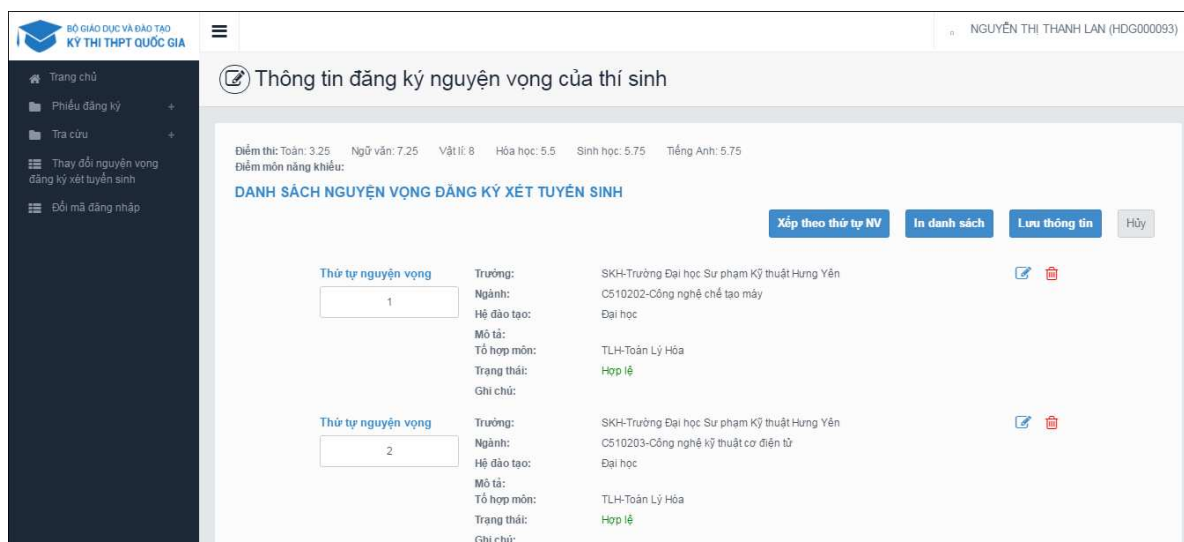 BỘ GIÁO DỤC VÀ ĐÀO TẠO
KỲ THI THPT QUỐC GIA
NGUYỄN THỊ THANH LAN (HDG000093)
Trang chủ
Phiếu đăng ký +
Tra cứu +
Thay đổi nguyện vọng
đăng ký xét tuyển sinh
Đổi mã đăng nhập
Thông tin đăng ký nguyện vọng của thí sinh
Điểm thi: Toàn: 3.25 Ngữ văn: 7.25 Vật lí: 8 Hóa học: 5.5 Sinh học: 5.75 Tiếng Anh: 5.75
Điểm môn năng khiếu:
DANH SÁCH NGUYỆN VỌNG ĐĂNG KÝ XÉT TUYỂN SINH
Xếp theo thứ tự NV In danh sách Lưu thông tin Hủy
Thứ tự nguyện vọng
1
Trường: SKH-Trường Đại học Sư phạm Kỹ thuật Hưng Yên
Ngành: C510202-Công nghệ chế tạo máy
Hệ đào tạo: Đại học
Mô tả:
Tổ hợp môn: TLH-Toàn Lý Hóa
Trạng thái: Hợp lệ
Ghi chú:
Thứ tự nguyện vọng
2
Trường: SKH-Trường Đại học Sư phạm Kỹ thuật Hưng Yên
Ngành: C510203-Công nghệ kỹ thuật cơ điện tử
Hệ đào tạo: Đại học
Mô tả:
Tổ hợp môn: TLH-Toàn Lý Hóa
Trạng thái: Hợp lệ
Ghi chú: